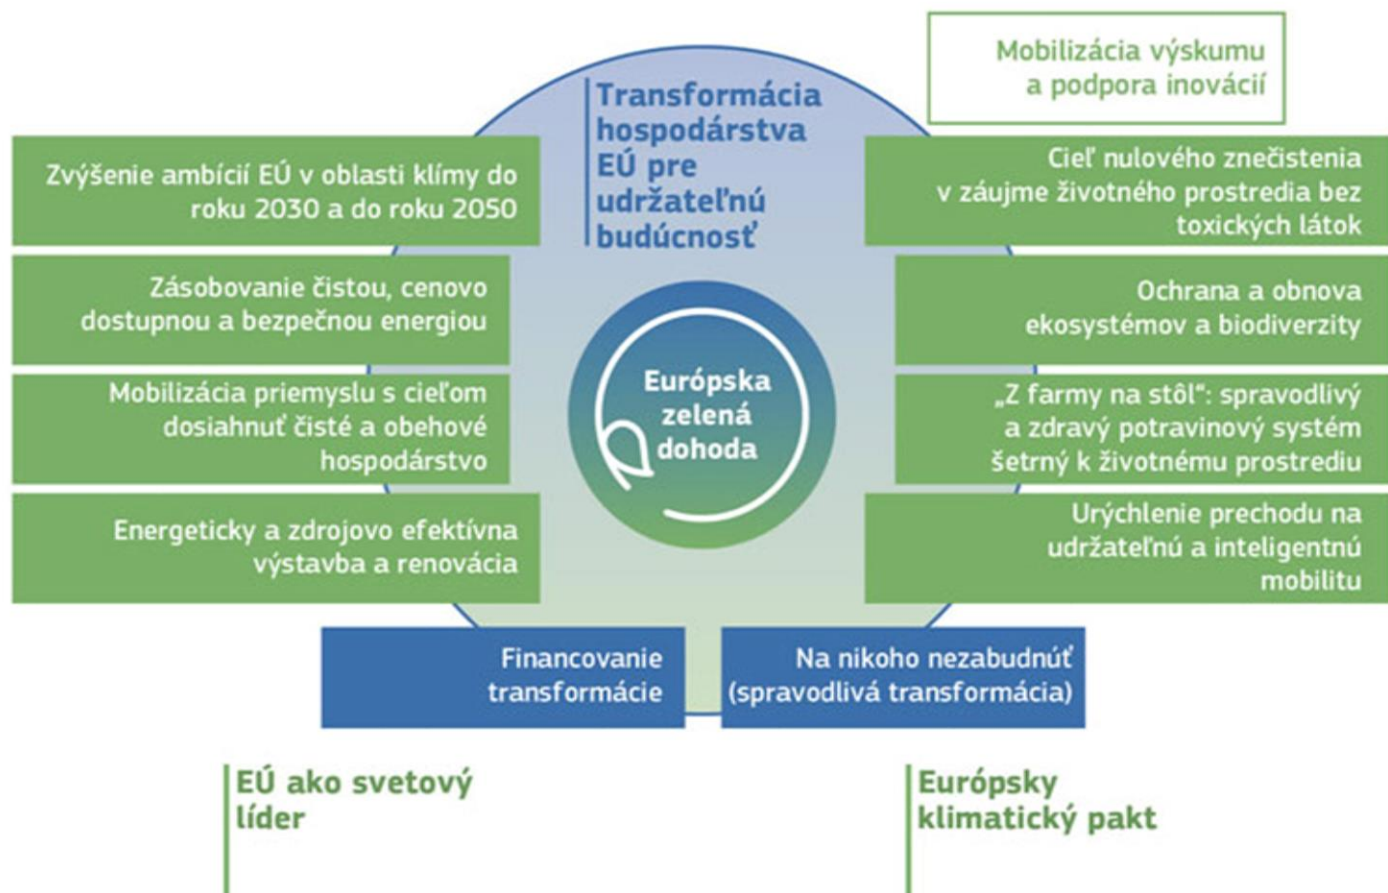 Mobilizácia výskumu
a podpora inovácií
Transformácia
hospodárstva
EÚ pre
udržateľnú
budúcnosť
Zvýšenie ambícií EÚ v oblasti klímy do
roku 2030 a do roku 2050
Zásobovanie čistou, cenovo
dostupnou a bezpečnou energiou
Mobilizácia priemyslu s cieľom
dosiahnuť čisté a obehové
hospodárstvo
Energeticky a zdrojovo efektívna
výstavba a renovácia
Európska
zelená
dohoda
Cieľ nulového znečistenia
v záujme životného prostredia bez
toxických látok
Ochrana a obnova
ekosystémov a biodiverzity
„Z farmy na stôl“: spravodlivý
a zdravý potravinový systém
šetrný k životnému prostrediu
Urýchlenie prechodu na
udržateľnú a inteligentnú
mobilitu
Financovanie
transformácie
Na nikoho nezabudnúť
(spravodlivá transformácia)
EÚ ako svetový
líder
Európsky
klimatický pakt